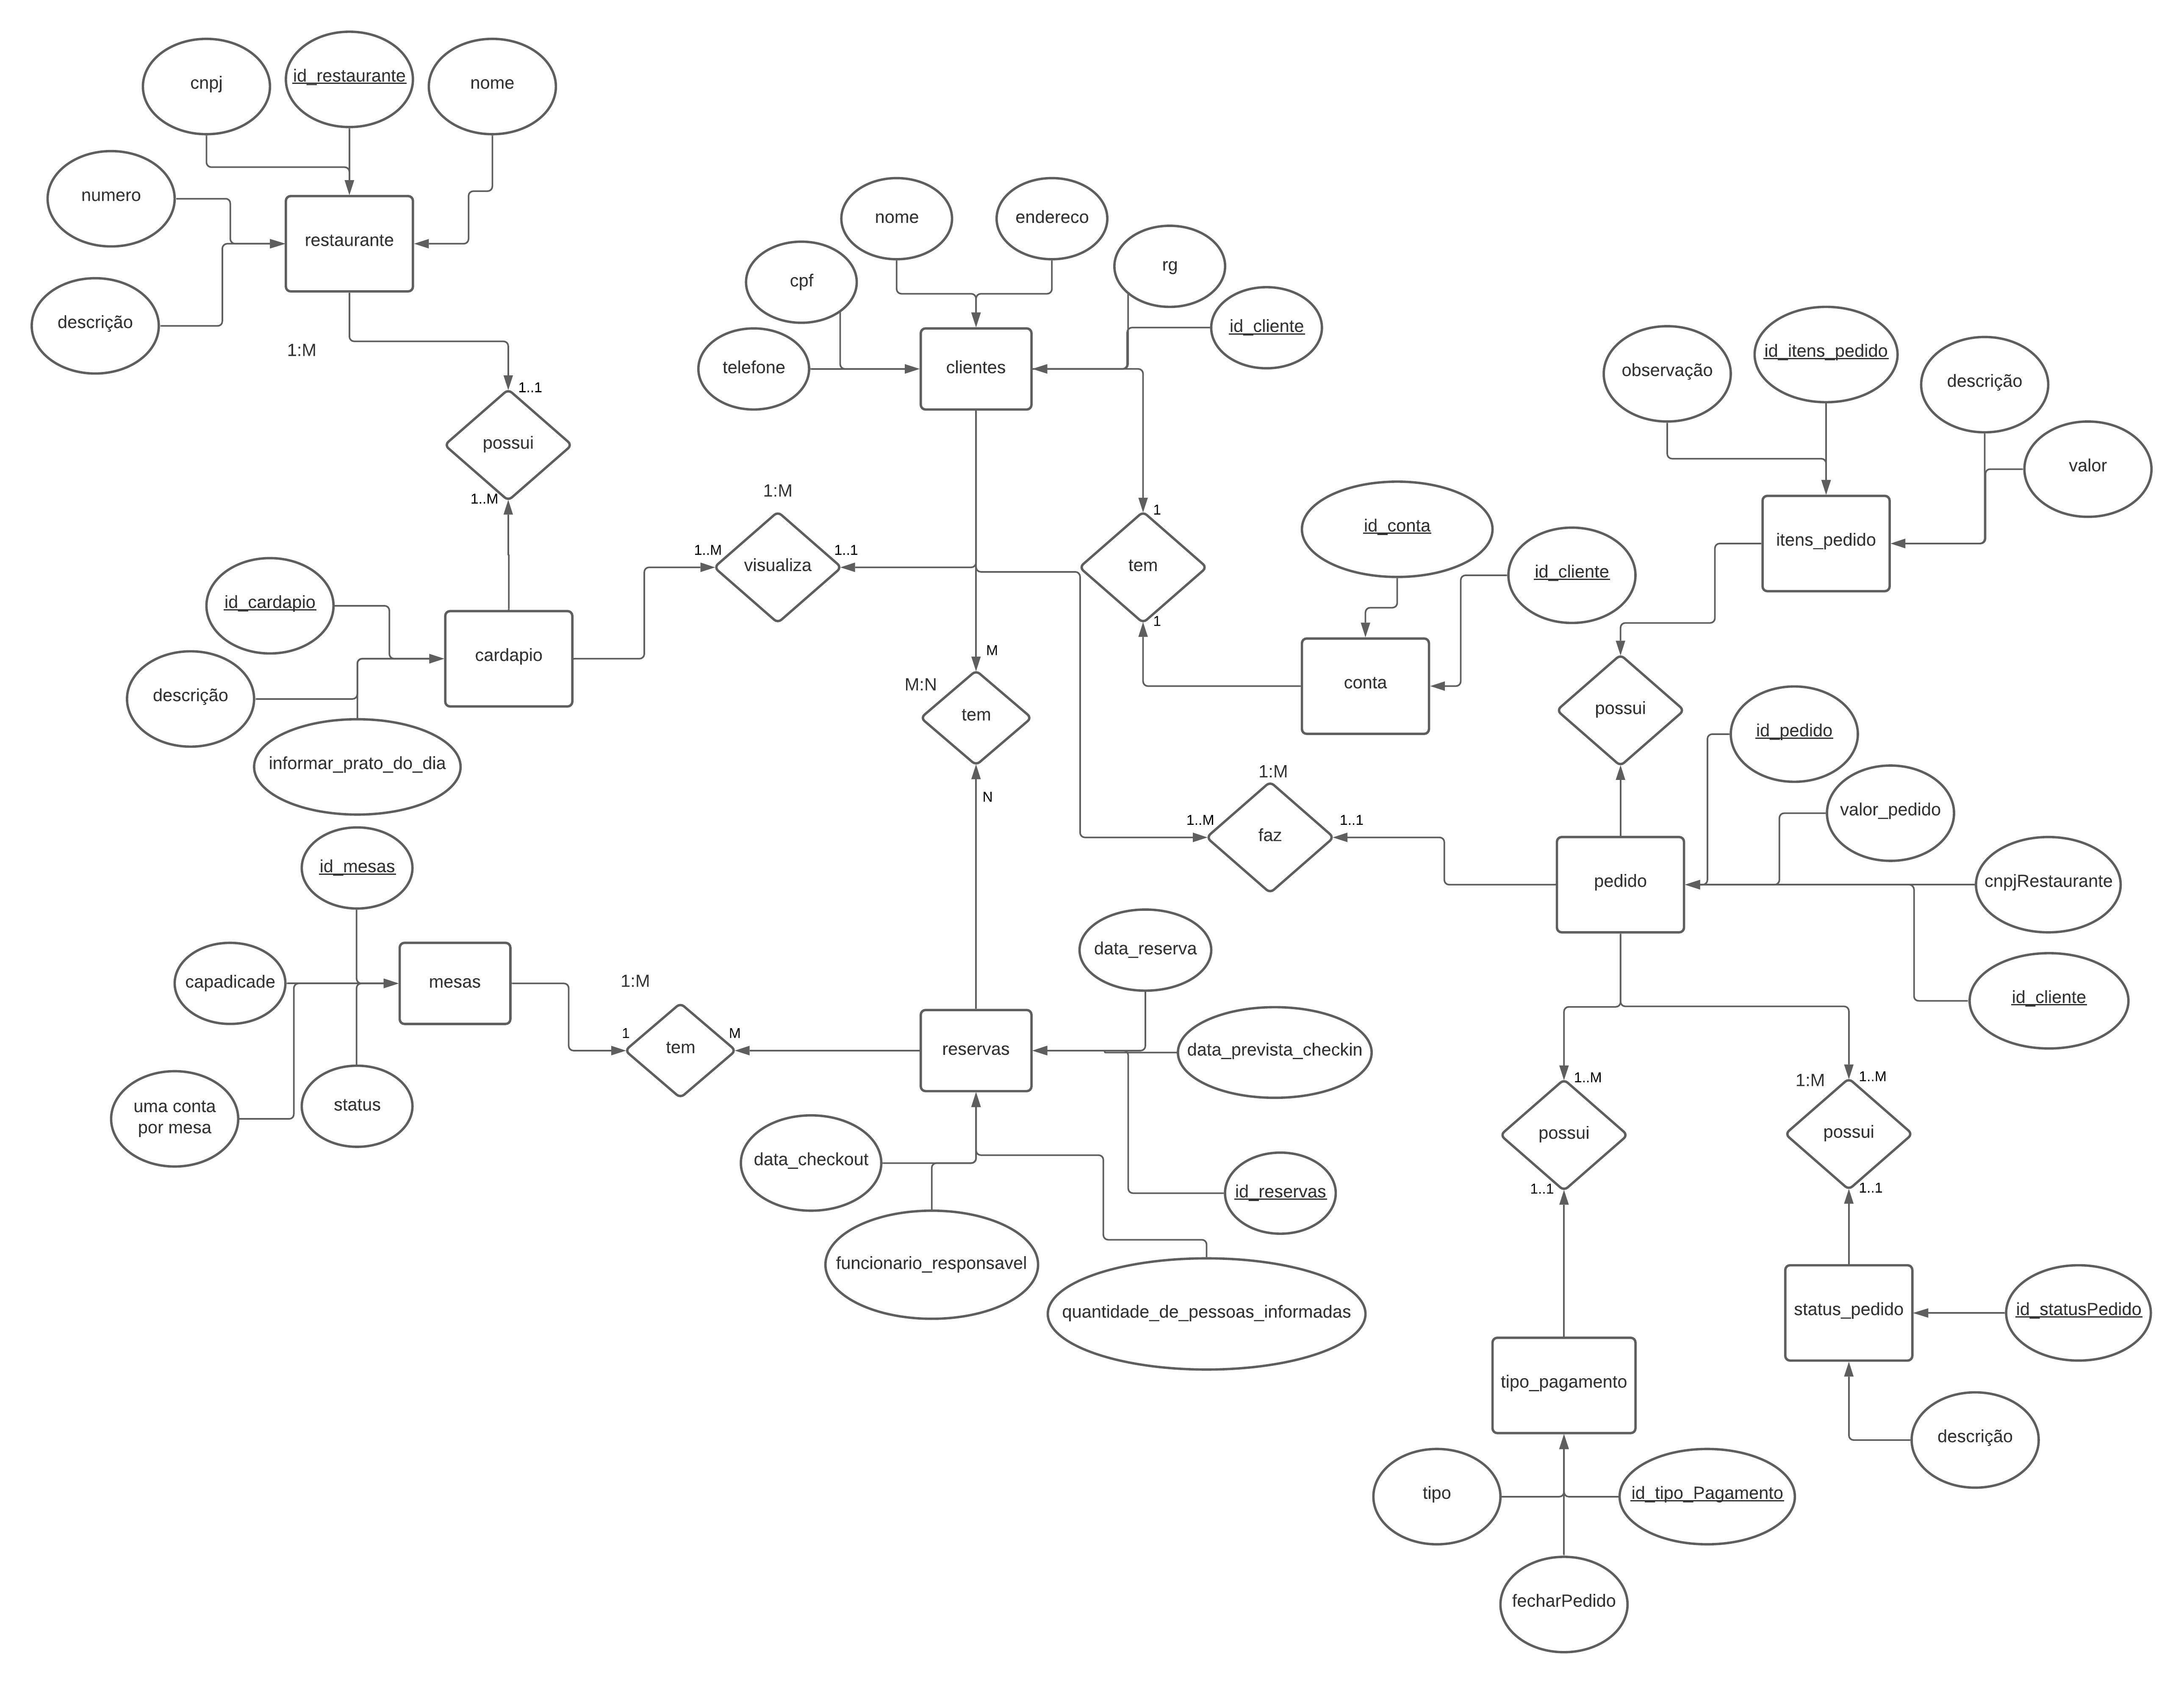 cnpj
id_restaurante
nome
numero
restaurante
descrição
1:M
1..1
possui
1..M
nome
endereco
cpf
rg
telefone
clientes
id_cliente
1:M
1..M
1..1
visualiza
1
tem
1
id_cardapio
cardapio
descrição
informar_prato_do_dia
id_conta
id_cliente
conta
observação
id_itens_pedido
descrição
valor
itens_pedido
possui
M
M:N
tem
N
1:M
1..M
1..1
faz
id_pedido
valor_pedido
pedido
cnpjRestaurante
id_cliente
id_mesas
capadicade
mesas
uma conta
por mesa
status
1:M
1
M
tem
reservas
data_reserva
data_prevista_checkin
data_checkout
id_reservas
funcionario_responsavel
quantidade_de_pessoas_informadas
1..M
possui
1..1
1:M
1..M
possui
1..1
status_pedido
id_statusPedido
descrição
tipo_pagamento
tipo
id_tipo_Pagamento
fecharPedido